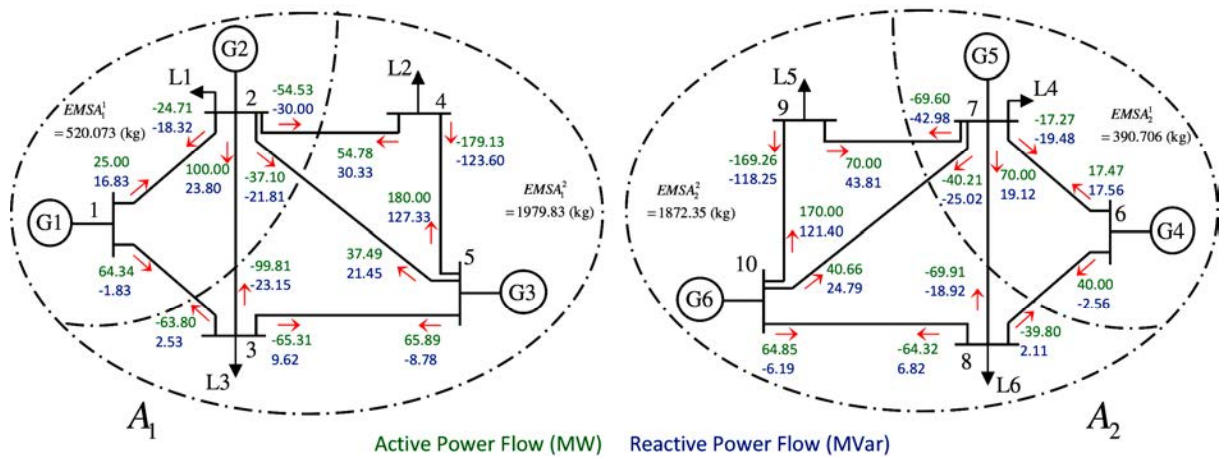 G2
L1
-54.53
-30.00
L2
-24.71
-18.32
2
4
EMSA₁¹
= 520.073 (kg)
25.00
16.83
100.00
23.80
-37.10
-21.81
54.78
30.33
-179.13
-123.60
180.00
127.33
EMSA₁²
=1979.83 (kg)
G1
1
64.34
-1.83
-99.81
-23.15
37.49
21.45
5
G3
-63.80
2.53
3
-65.31
9.62
65.89
-8.78
L3
A₁
G5
L5
L4
9
-69.60
-42.98
7
-17.27
-19.48
EMSA₂¹
= 390.706 (kg)
-169.26
-118.25
70.00
43.81
-40.21
-25.02
70.00
19.12
17.47
17.56
EMSA₂²
=1872.35 (kg)
170.00
121.40
6
G4
10
G6
40.66
24.79
-69.91
-18.92
40.00
-2.56
64.85
-6.19
-64.32
6.82
8
-39.80
2.11
L6
A₂
Active Power Flow (MW) Reactive Power Flow (MVar)